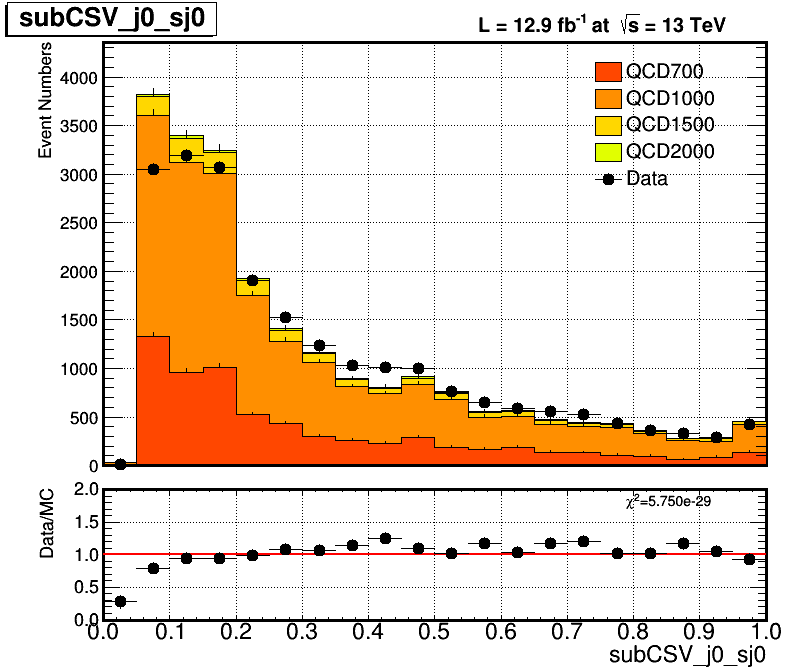 subCSV_j0_sj0
L = 12.9 fb⁻¹ at √s = 13 TeV
Event Numbers
4000
3500
3000
2500
2000
1500
1000
500
0
QCD700
QCD1000
QCD1500
QCD2000
Data
Data/MC
2.0
1.5
1.0
0.5
0.0
χ²=5.750e-29
0.0 0.1 0.2 0.3 0.4 0.5 0.6 0.7 0.8 0.9 1.0
subCSV_j0_sj0